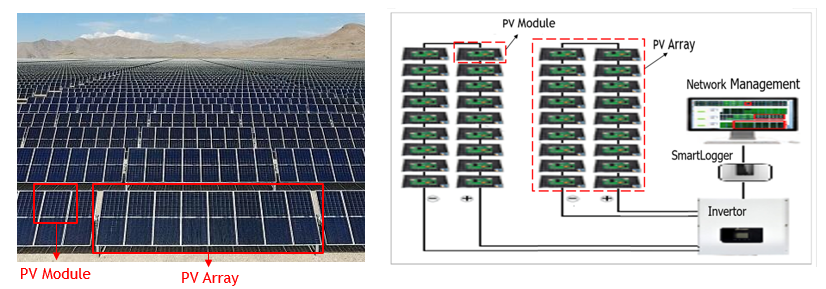 PV Module
PV Array
PV Module
PV Array
Network Management
SmartLogger
Invertor